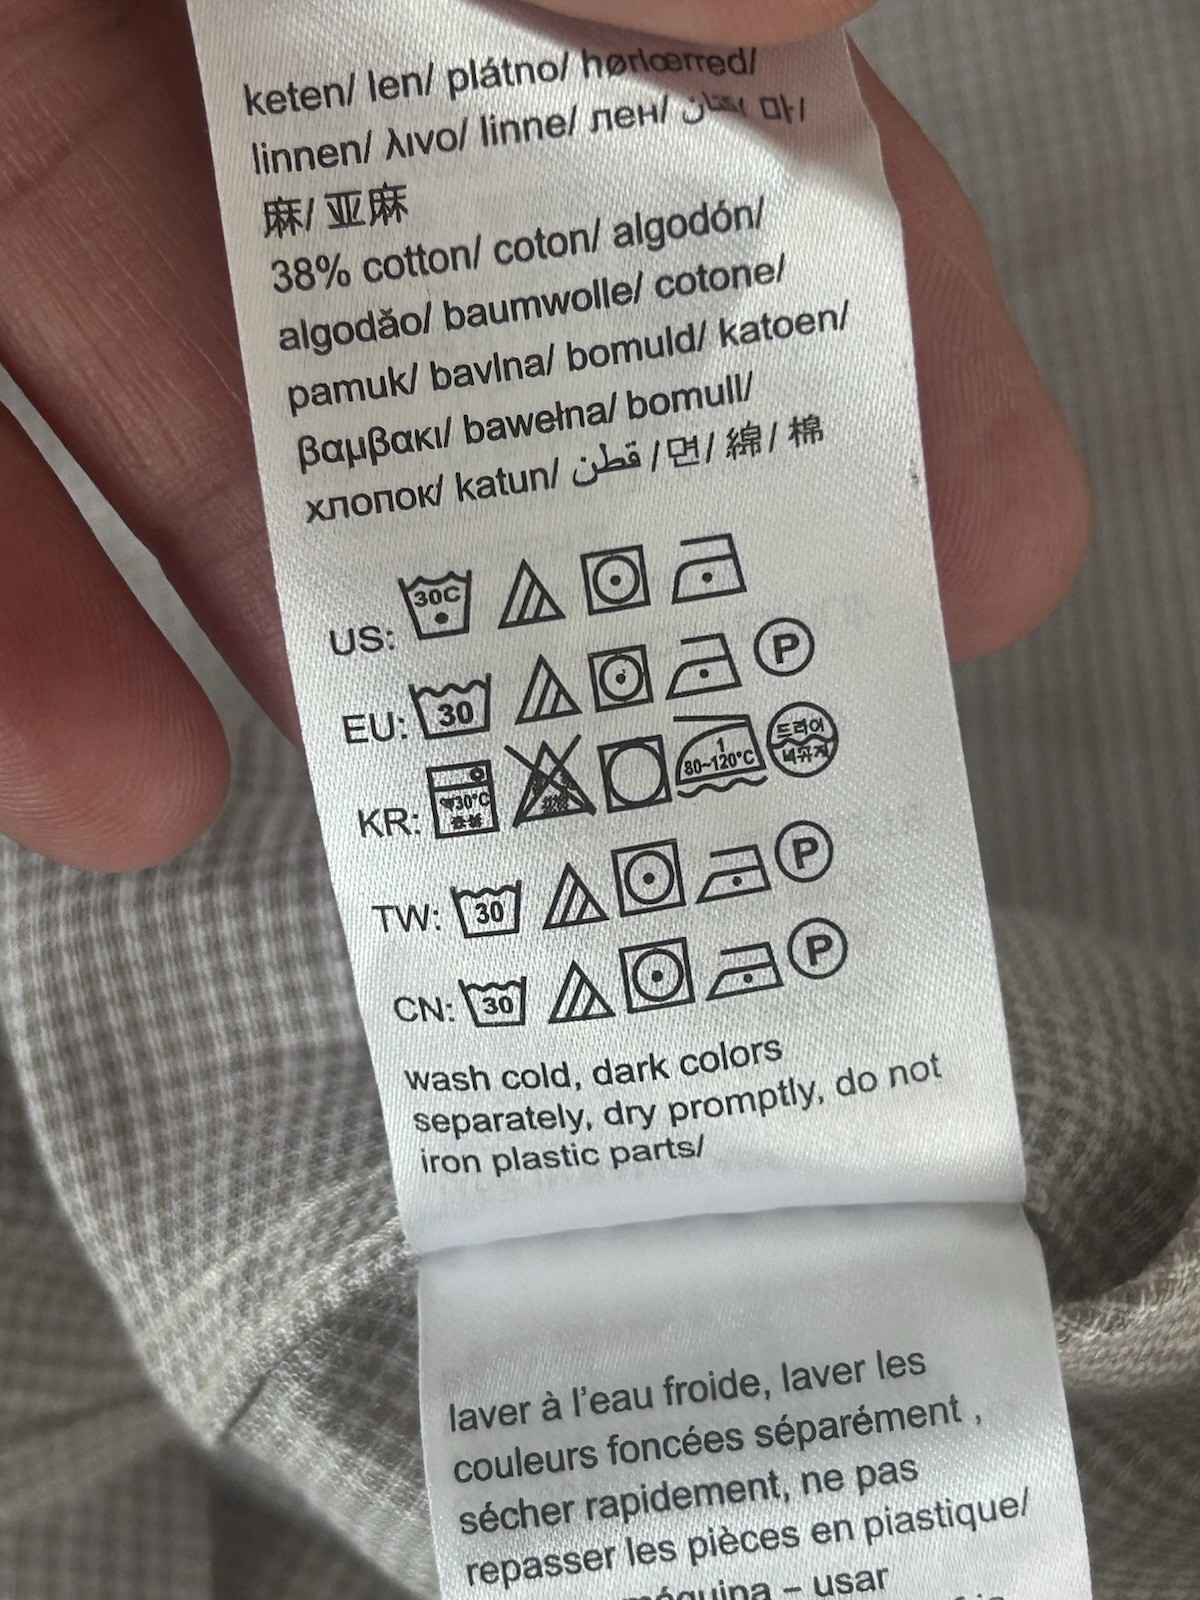 keten/ len/ plátno/ hørlœrred/
linnen/ λινο/ linne/ лен/ كتان/ 마/
麻/ 亚麻
38% cotton/ coton/ algodón/
algodăo/ baumwolle/ cotone/
pamuk/ bavlna/ bomuld/ katoen/
βαμβακι/ bawełna/ bomull/
хлопок/ katun/ قطن /면/ 綿/ 棉
US: 30C
EU: 30 P
KR: 30°C 1 80~120°C 드라이
TW: 30 P
CN: 30 P
wash cold, dark colors
separately, dry promptly, do not
iron plastic parts/
laver à l'eau froide, laver les
couleurs foncées séparément ,
sécher rapidement, ne pas
repasser les pièces en piastique/
– usar